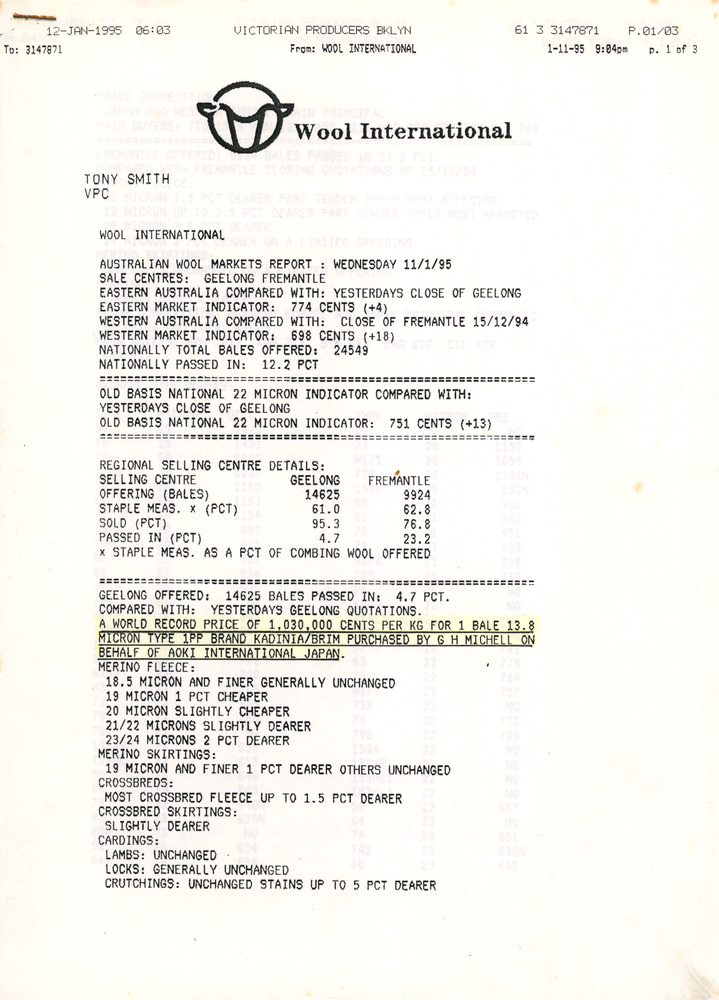 12-JAN-1995 06:03 VICTORIAN PRODUCERS BKLYN 61 3 3147871 P.01/03
To: 3147871 From: WOOL INTERNATIONAL 1-11-95 9:04pm p. 1 of 3
Wool International
TONY SMITH
VPC
WOOL INTERNATIONAL
AUSTRALIAN WOOL MARKETS REPORT : WEDNESDAY 11/1/95
SALE CENTRES: GEELONG FREMANTLE
EASTERN AUSTRALIA COMPARED WITH: YESTERDAYS CLOSE OF GEELONG
EASTERN MARKET INDICATOR: 774 CENTS (+4)
WESTERN AUSTRALIA COMPARED WITH: CLOSE OF FREMANTLE 15/12/94
WESTERN MARKET INDICATOR: 698 CENTS (+18)
NATIONALLY TOTAL BALES OFFERED: 24549
NATIONALLY PASSED IN: 12.2 PCT
OLD BASIS NATIONAL 22 MICRON INDICATOR COMPARED WITH:
YESTERDAYS CLOSE OF GEELONG
OLD BASIS NATIONAL 22 MICRON INDICATOR: 751 CENTS (+13)
REGIONAL SELLING CENTRE DETAILS:
SELLING CENTRE GEELONG FREMANTLE
OFFERING (BALES) 14625 9924
STAPLE MEAS. x (PCT) 61.0 62.8
SOLD (PCT) 95.3 76.8
PASSED IN (PCT) 4.7 23.2
x STAPLE MEAS. AS A PCT OF COMBING WOOL OFFERED
GEELONG OFFERED: 14625 BALES PASSED IN: 4.7 PCT.
COMPARED WITH: YESTERDAYS GEELONG QUOTATIONS.
A WORLD RECORD PRICE OF 1,030,000 CENTS PER KG FOR 1 BALE 13.8
MICRON TYPE 1PP BRAND KADINIA/BRIM PURCHASED BY G H MICHELL ON
BEHALF OF AOKI INTERNATIONAL JAPAN.
MERINO FLEECE:
18.5 MICRON AND FINER GENERALLY UNCHANGED
19 MICRON 1 PCT CHEAPER
20 MICRON SLIGHTLY CHEAPER
21/22 MICRONS SLIGHTLY DEARER
23/24 MICRONS 2 PCT DEARER
MERINO SKIRTINGS:
19 MICRON AND FINER 1 PCT DEARER OTHERS UNCHANGED
CROSSBREDS:
MOST CROSSBRED FLEECE UP TO 1.5 PCT DEARER
CROSSBRED SKIRTINGS:
SLIGHTLY DEARER
CARDINGS:
LAMBS: UNCHANGED
LOCKS: GENERALLY UNCHANGED
CRUTCHINGS: UNCHANGED STAINS UP TO 5 PCT DEARER